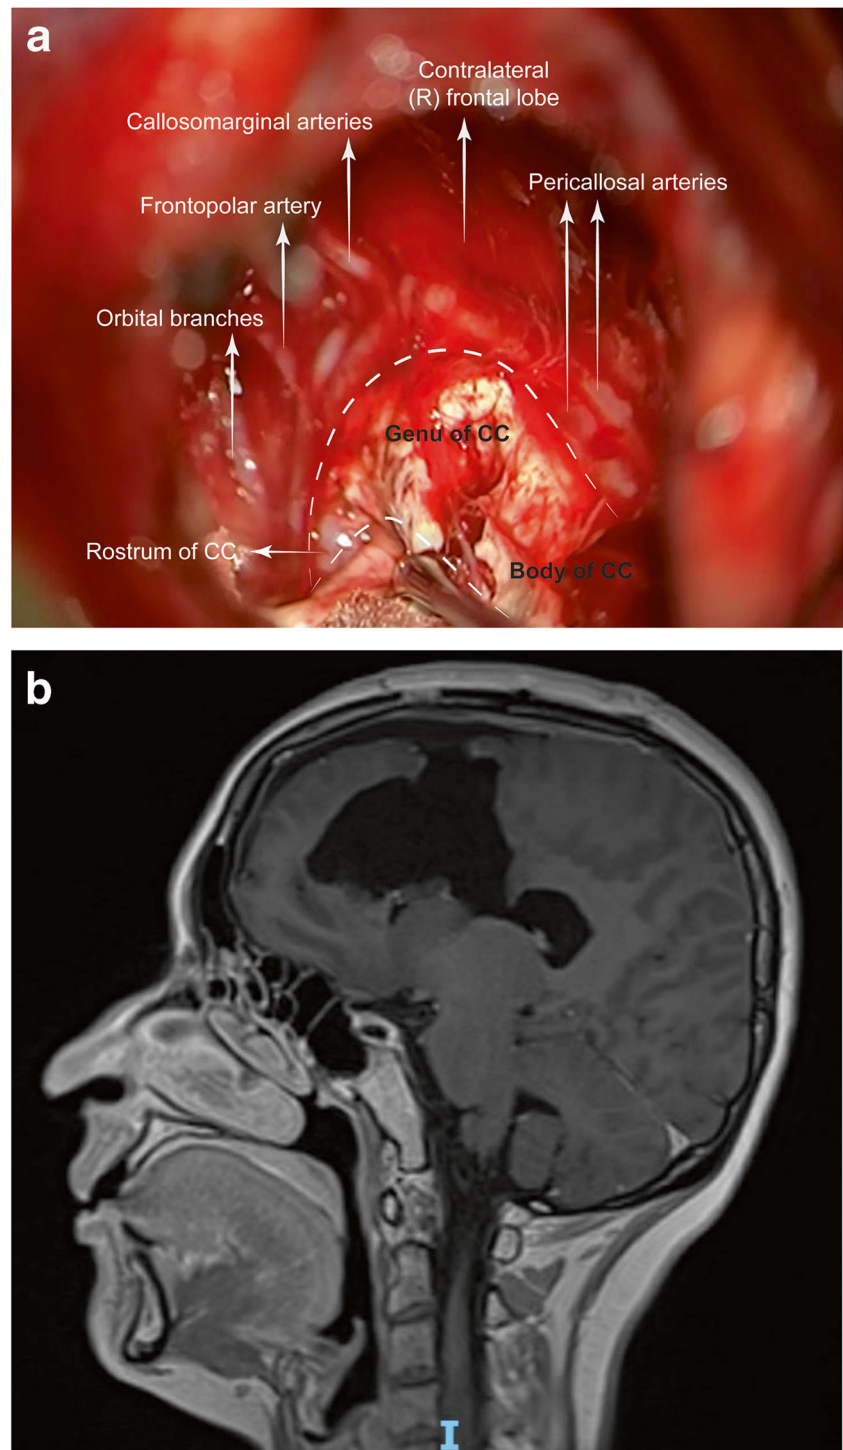 a
Contralateral
(R) frontal lobe
Callosomarginal arteries
Pericallosal arteries
Frontopolar artery
Orbital branches
Genu of CC
Rostrum of CC
Body of CC
b
I